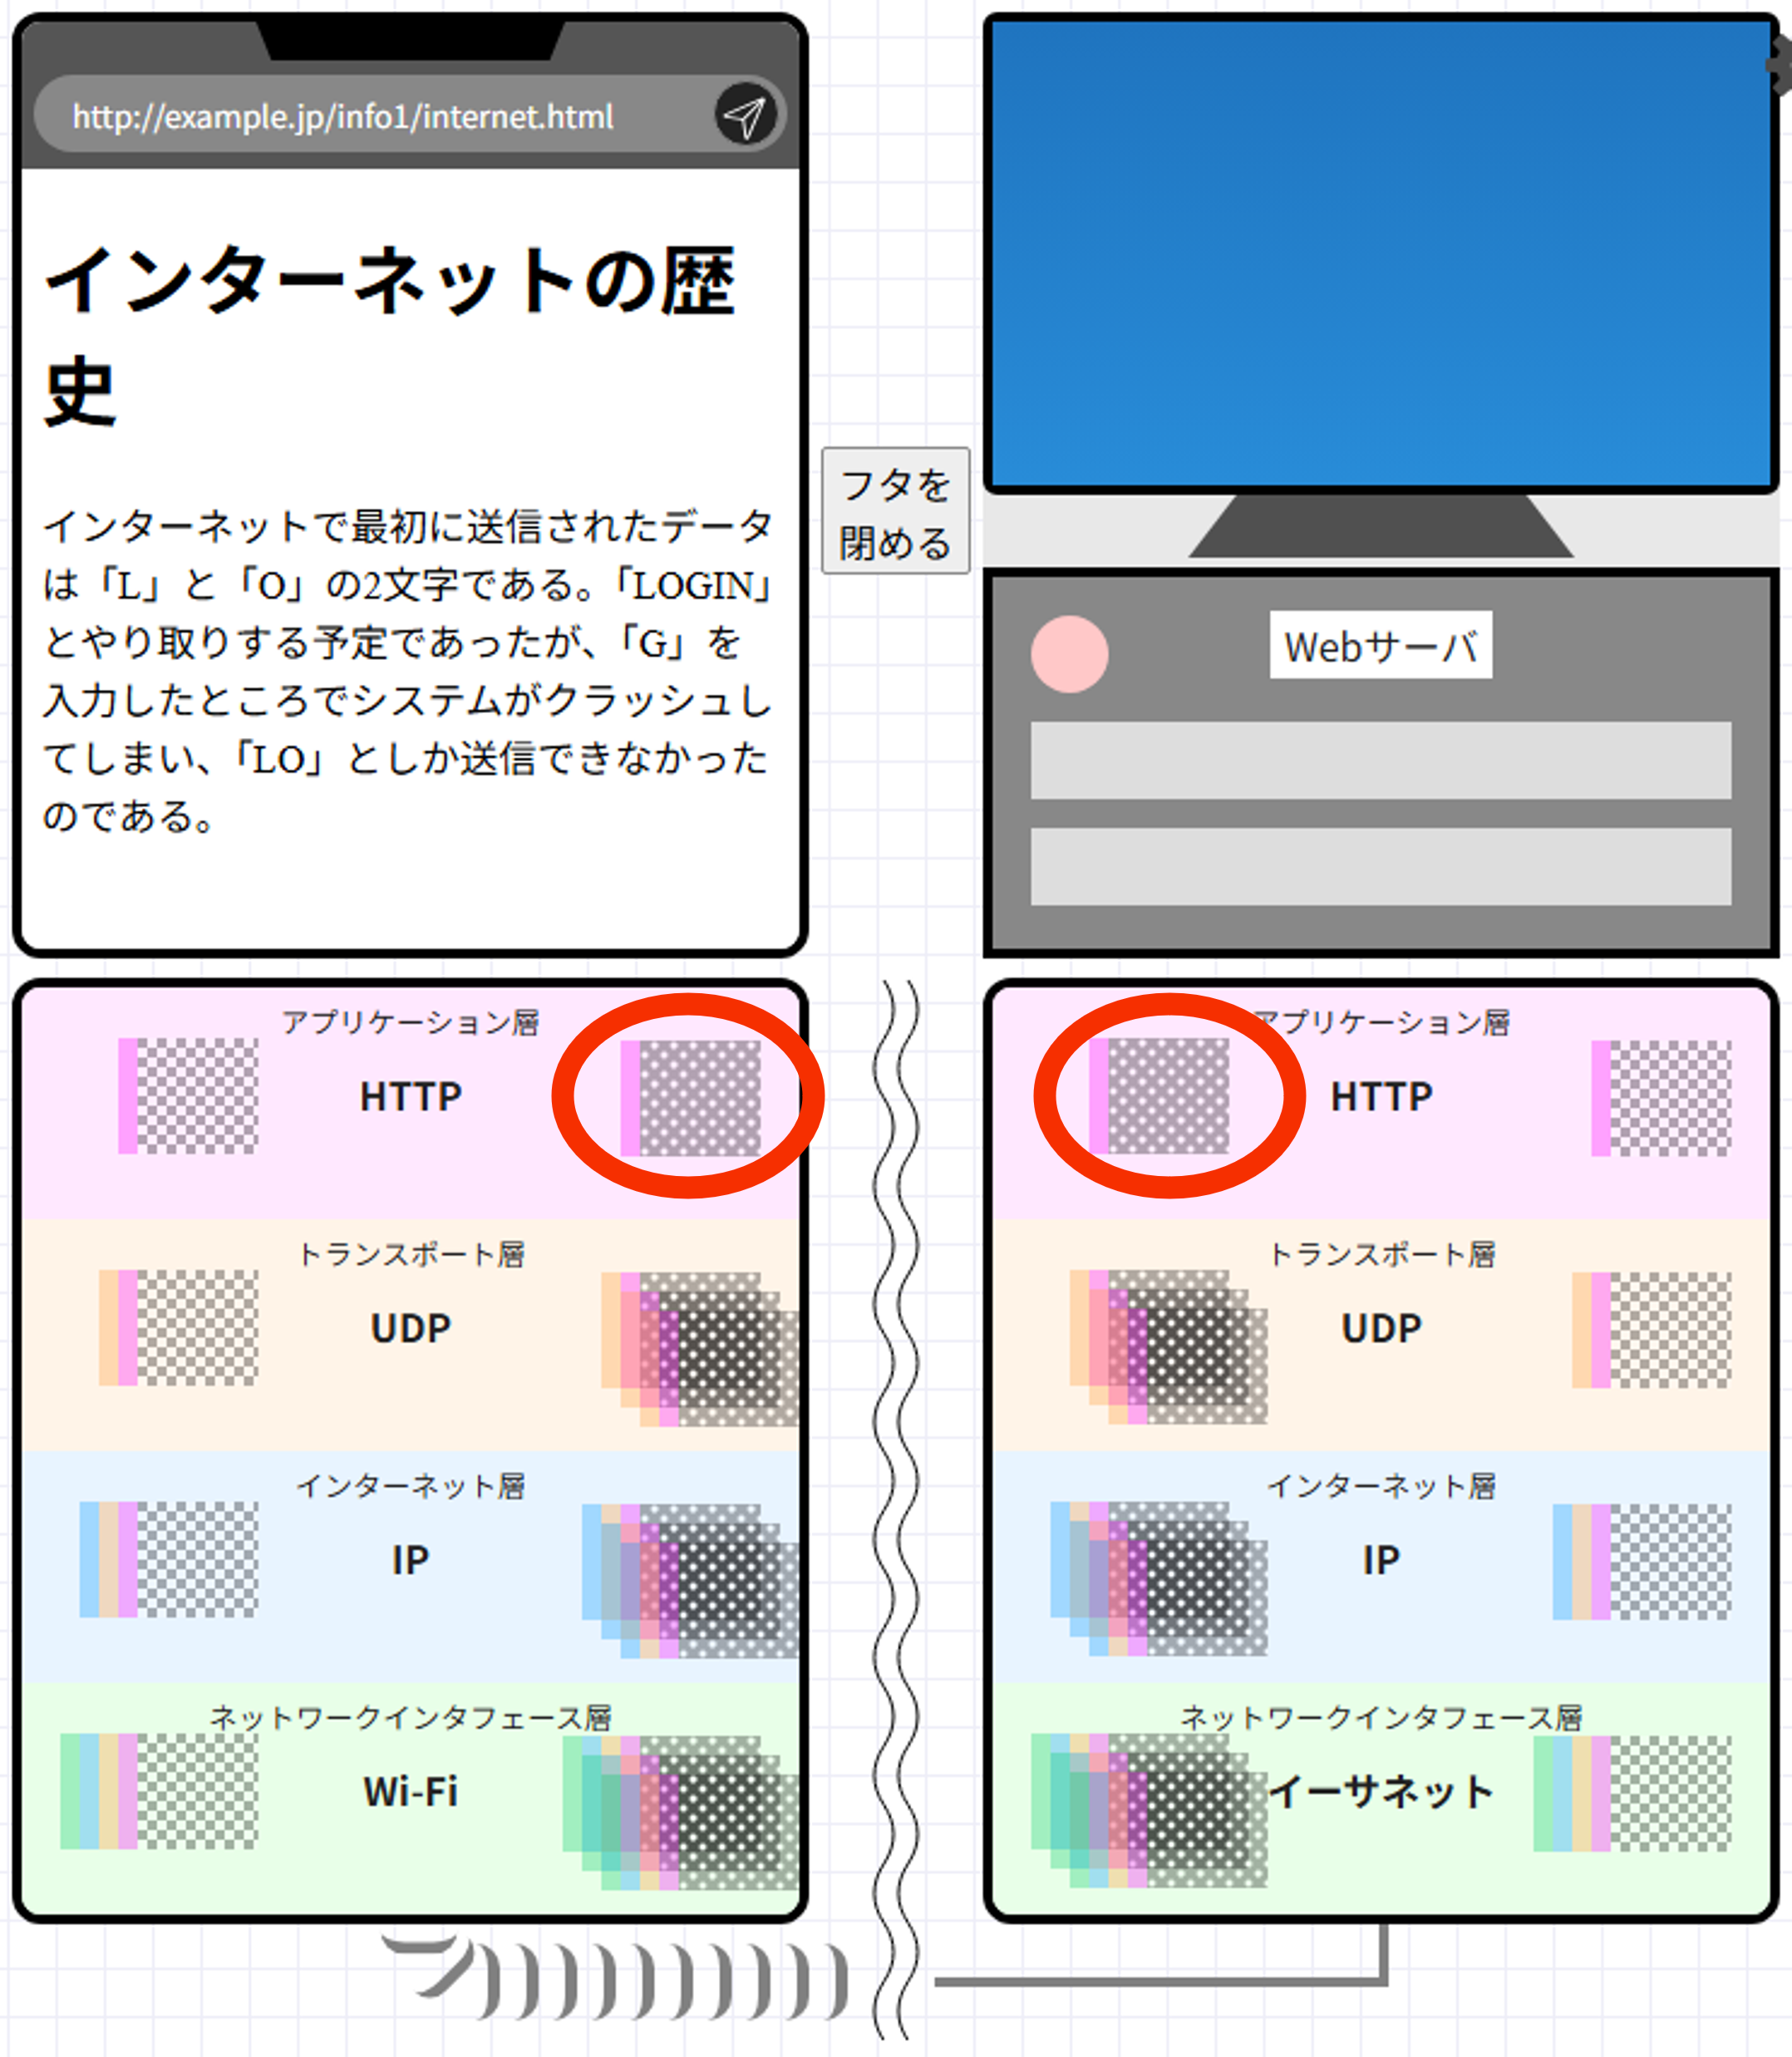 http://example.jp/info1/internet.html
インターネットの歴
史
インターネットで最初に送信されたデータ
は「L」と「O」の2文字である。「LOGIN」
とやり取りする予定であったが、「G」を
入力したところでシステムがクラッシュし
てしまい、「LO」としか送信できなかった
のである。
フタを
閉める
Webサーバ
アプリケーション層
HTTP
トランスポート層
UDP
インターネット層
IP
ネットワークインタフェース層
Wi-Fi
アプリケーション層
HTTP
トランスポート層
UDP
インターネット層
IP
ネットワークインタフェース層
イーサネット